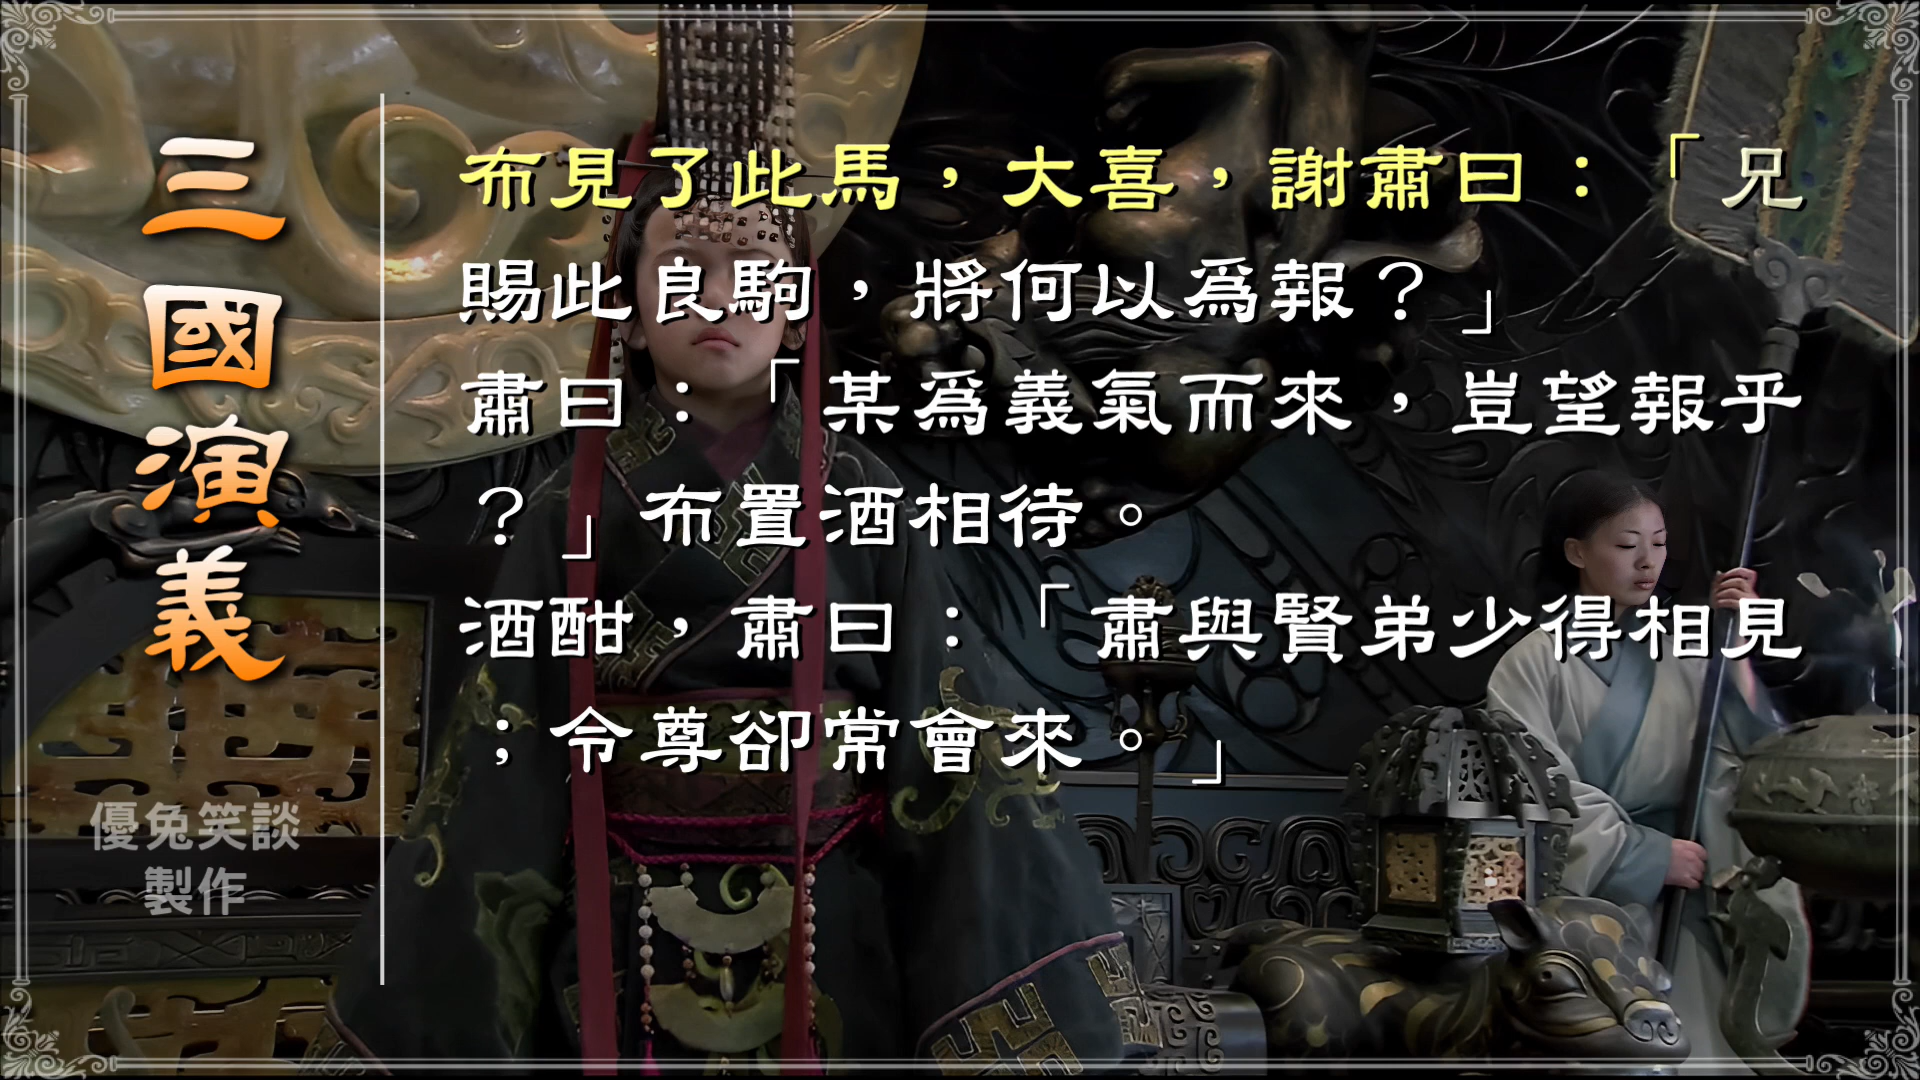 三國演義
優兔笑談
製作
布見了此馬，大喜，謝肅曰：「兄
賜此良駒，將何以為報？」
肅曰：「某為義氣而來，豈望報乎
？」布置酒相待。
酒酣，肅曰：「肅與賢弟少得相見
；令尊卻常會來。」